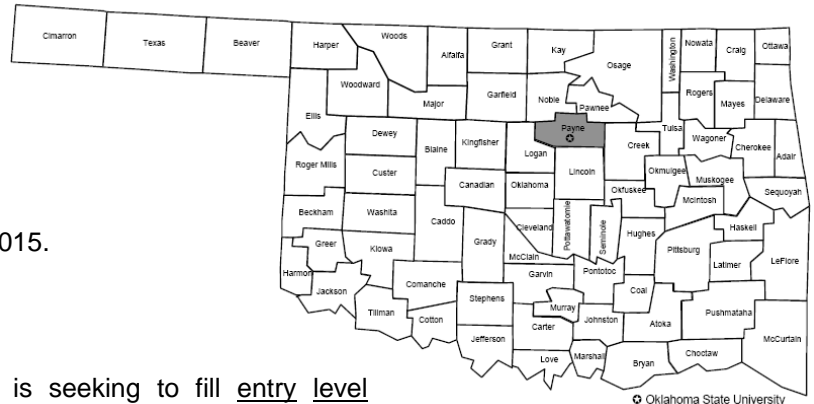 Cimarron
Texas
Beaver
Harper
Woods
Alfalfa
Grant
Kay
Osage
Washington
Nowata
Craig
Ottawa
Woodward
Major
Garfield
Noble
Pawnee
Rogers
Mayes
Delaware
Ellis
Dewey
Blaine
Kingfisher
Logan
Payne
Creek
Tulsa
Wagoner
Cherokee
Adair
Roger Mills
Custer
Canadian
Oklahoma
Lincoln
Okfuskee
Okmulgee
Muskogee
McIntosh
Sequoyah
Beckham
Washita
Caddo
Grady
Cleveland
McClain
Pottawatomie
Seminole
Hughes
Pittsburg
Haskell
015.
Greer
Kiowa
Harmon
Jackson
Comanche
Garvin
Pontotoc
Coal
Latimer
LeFlore
Tillman
Cotton
Stephens
Murray
Carter
Johnston
Atoka
Pushmataha
McCurtain
Jefferson
Love
Marshall
Bryan
Choctaw
is seeking to fill entry level
Oklahoma State University